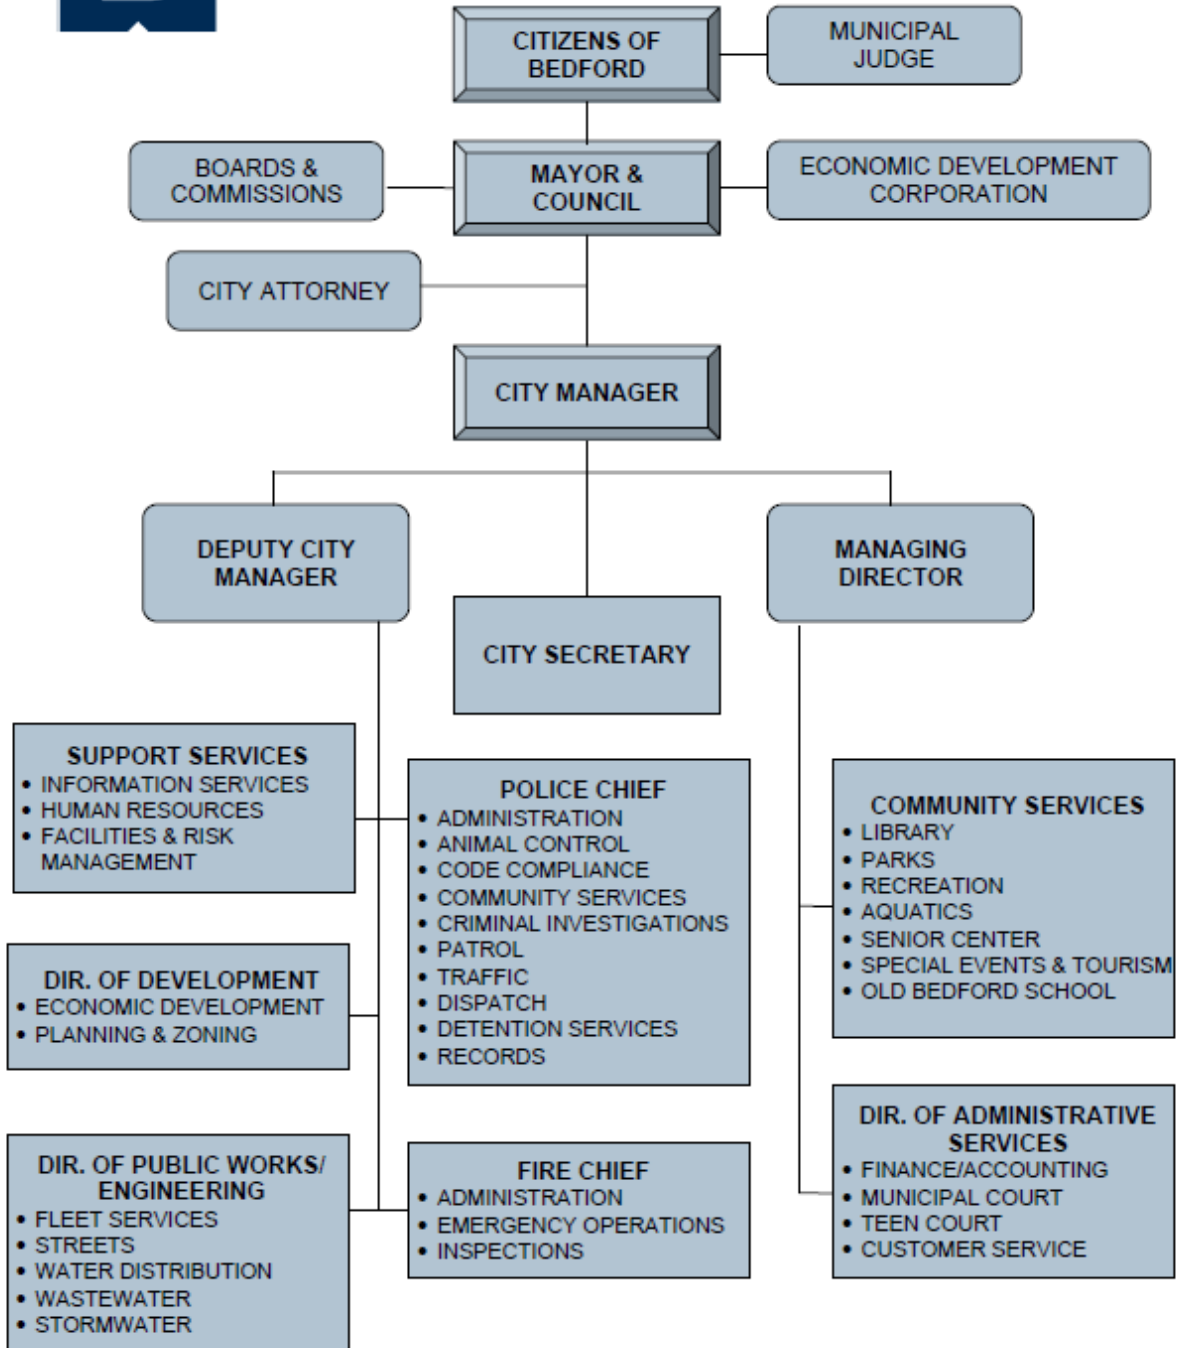 CITIZENS OF
BEDFORD
MUNICIPAL
JUDGE
BOARDS &
COMMISSIONS
MAYOR &
COUNCIL
ECONOMIC DEVELOPMENT
CORPORATION
CITY ATTORNEY
CITY MANAGER
DEPUTY CITY
MANAGER
MANAGING
DIRECTOR
CITY SECRETARY
SUPPORT SERVICES
• INFORMATION SERVICES
• HUMAN RESOURCES
• FACILITIES & RISK
MANAGEMENT
POLICE CHIEF
• ADMINISTRATION
• ANIMAL CONTROL
• CODE COMPLIANCE
• COMMUNITY SERVICES
• CRIMINAL INVESTIGATIONS
• PATROL
• TRAFFIC
• DISPATCH
• DETENTION SERVICES
• RECORDS
COMMUNITY SERVICES
• LIBRARY
• PARKS
• RECREATION
• AQUATICS
• SENIOR CENTER
• SPECIAL EVENTS & TOURISM
• OLD BEDFORD SCHOOL
DIR. OF DEVELOPMENT
• ECONOMIC DEVELOPMENT
• PLANNING & ZONING
DIR. OF PUBLIC WORKS/
ENGINEERING
• FLEET SERVICES
• STREETS
• WATER DISTRIBUTION
• WASTEWATER
• STORMWATER
FIRE CHIEF
• ADMINISTRATION
• EMERGENCY OPERATIONS
• INSPECTIONS
DIR. OF ADMINISTRATIVE
SERVICES
• FINANCE/ACCOUNTING
• MUNICIPAL COURT
• TEEN COURT
• CUSTOMER SERVICE